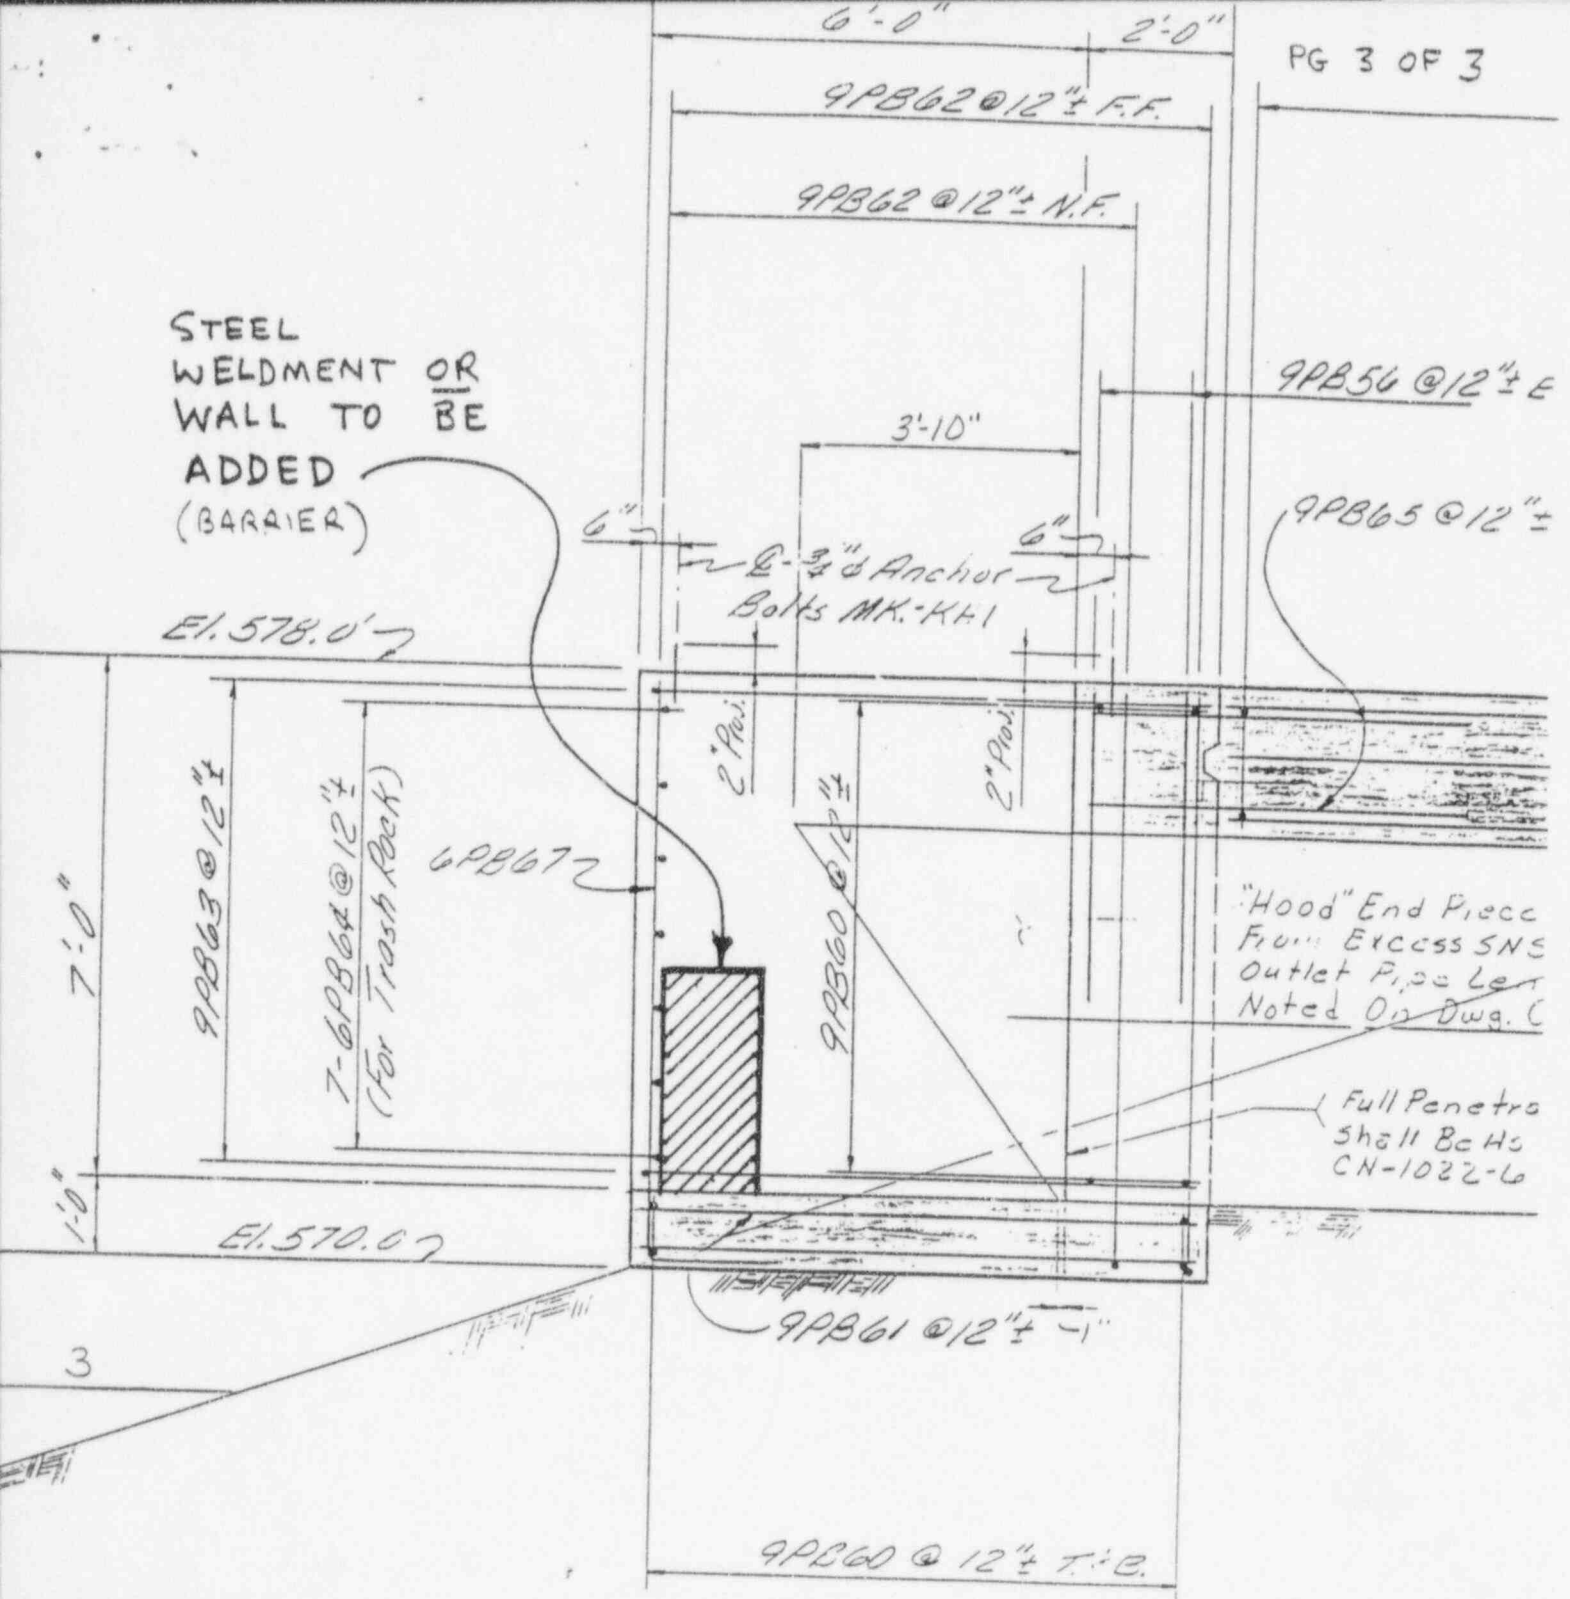 6'-0"
2'-0"
PG 3 OF 3
9PB62 @ 12"± F.F.
9PB62 @ 12"± N.F.
STEEL
WELDMENT OR
WALL TO BE
ADDED
(BARRIER)
9PB56 @ 12"± E
3'-10"
9PB65 @ 12"±
6"
6"
℄-¾"ø Anchor
Bolts MK.-KH1
El. 578.0'
2" Proj.
2" Proj.
9PB63 @ 12"±
7-6PB64 @ 12"±
(For Trash Rack)
6PB67
9PB60 @ 12"±
7'-0"
"Hood" End Piece
From Excess SNS
Outlet Pipe
Noted On Dwg. C
Full Penetra
Shall Be
CN-1022-6
1'-0"
El. 570.0'
9PB61 @ 12"± -1"
3
9PB60 @ 12"± T.&B.